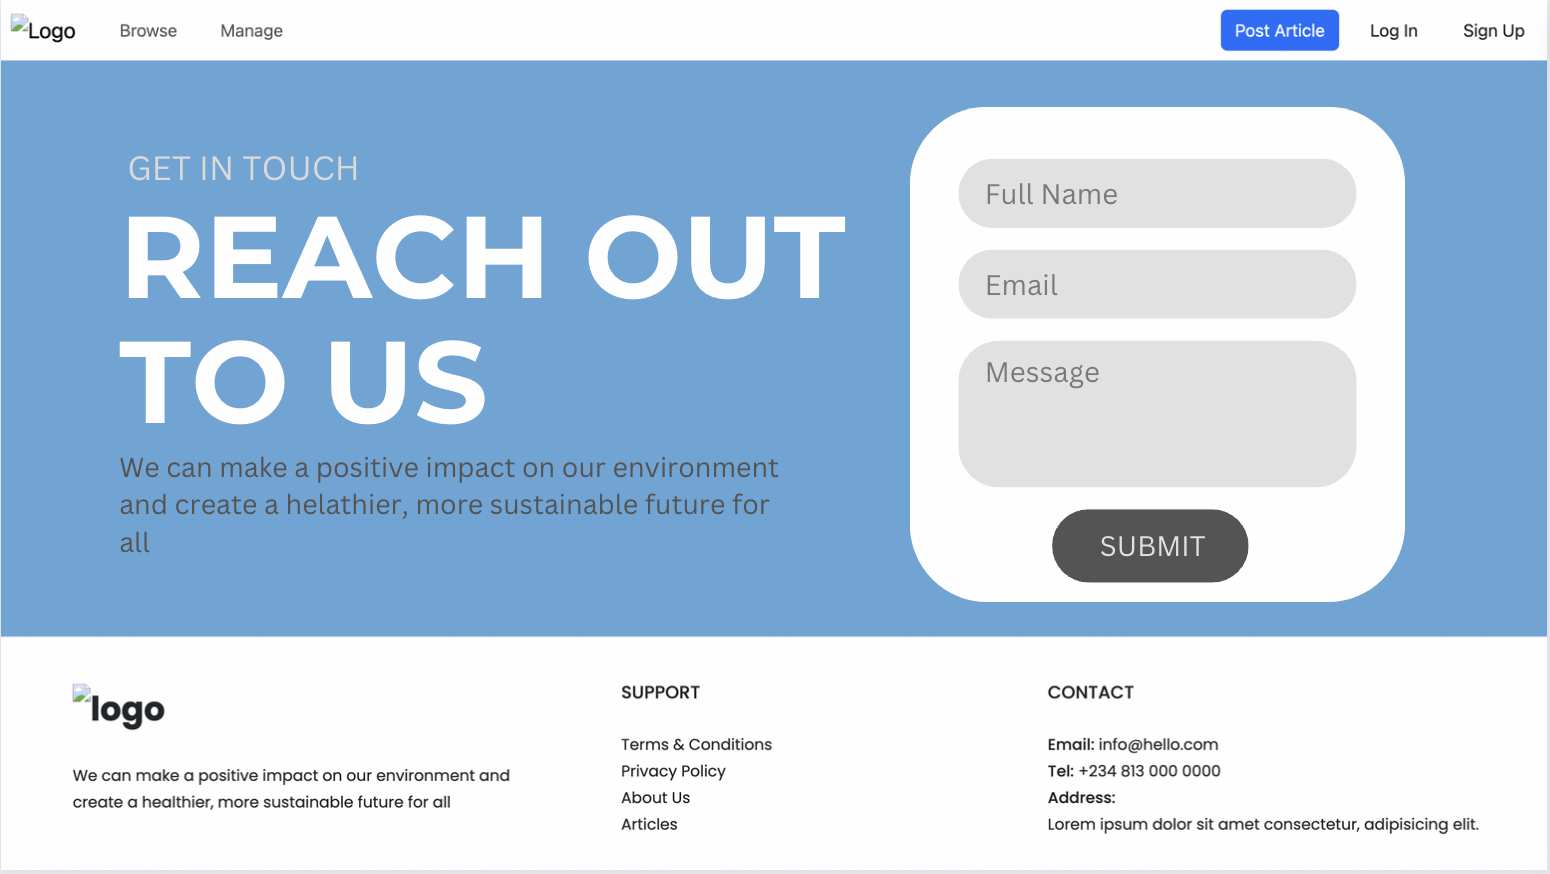 Logo
Browse
Manage
Post Article
Log In
Sign Up
GET IN TOUCH
REACH OUT
TO US
We can make a positive impact on our environment
and create a helathier, more sustainable future for
all
Full Name
Email
Message
SUBMIT
logo
We can make a positive impact on our environment and
create a healthier, more sustainable future for all
SUPPORT
Terms & Conditions
Privacy Policy
About Us
Articles
CONTACT
Email: info@hello.com
Tel: +234 813 000 0000
Address:
Lorem ipsum dolor sit amet consectetur, adipisicing elit.